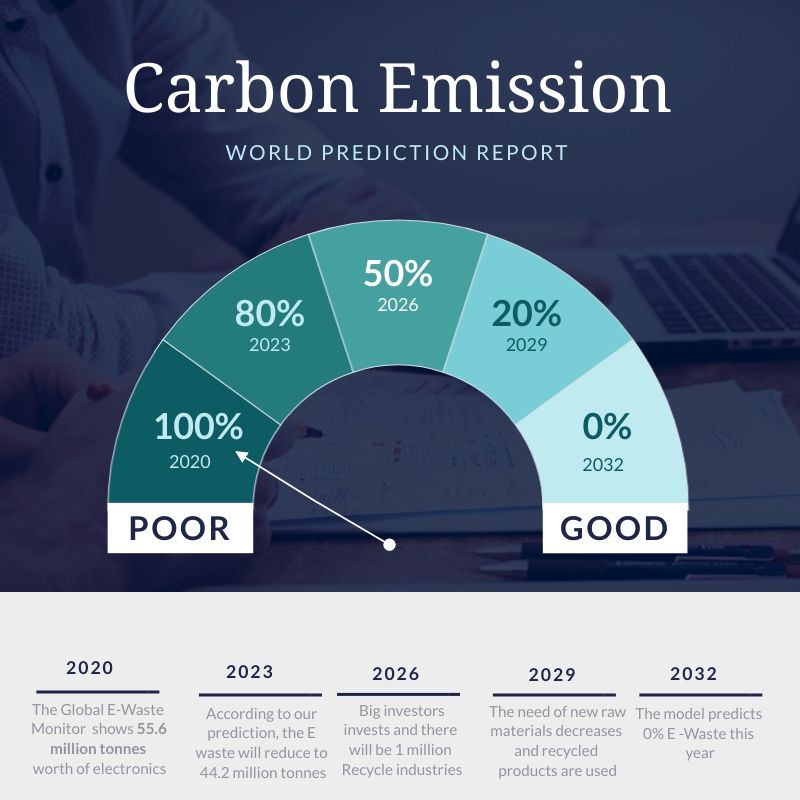 Carbon Emission
WORLD PREDICTION REPORT
50%
2026
80%
2023
20%
2029
100%
2020
0%
2032
POOR
GOOD
2020
The Global E-Waste
Monitor shows 55.6
million tonnes
worth of electronics
2023
According to our
prediction, the E
waste will reduce to
44.2 million tonnes
2026
Big investors
invests and there
will be 1 million
Recycle industries
2029
The need of new raw
materials decreases
and recycled
products are used
2032
The model predicts
0% E -Waste this
year